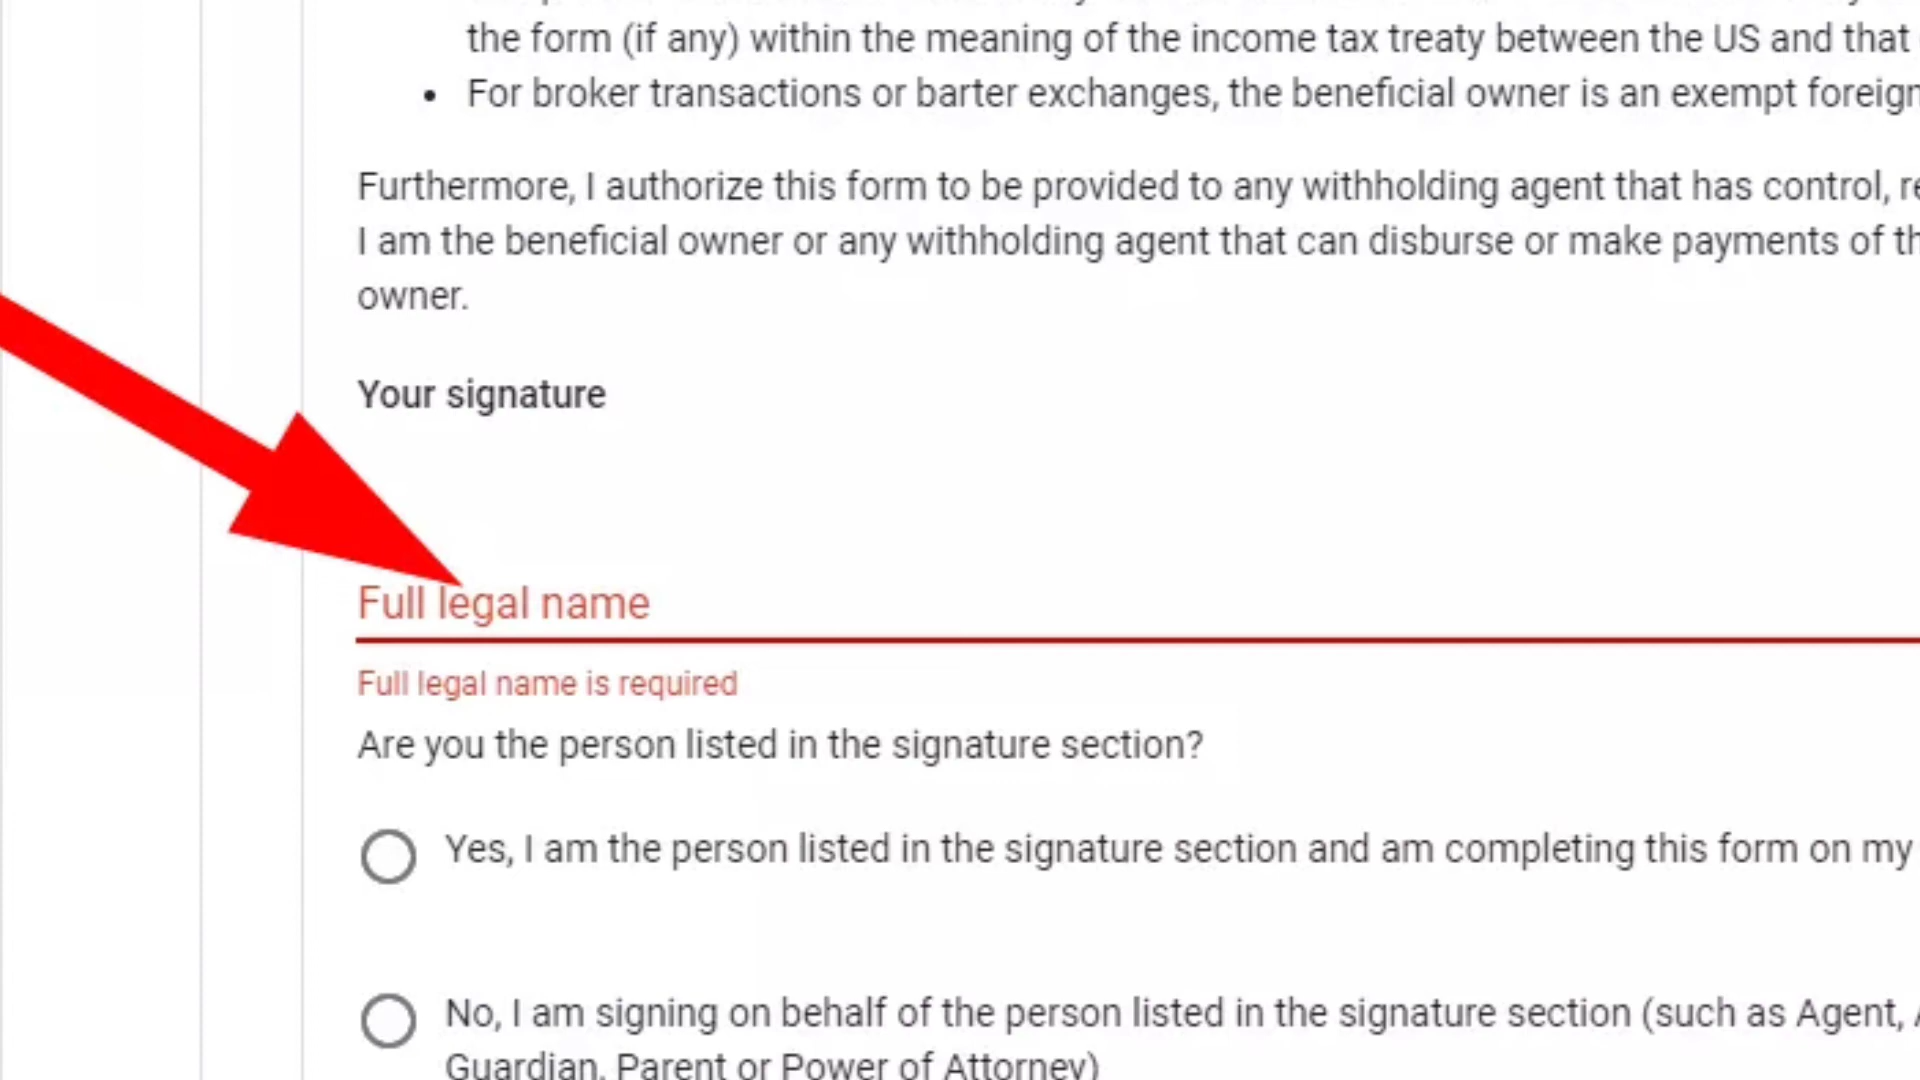 the form (if any) within the meaning of the income tax treaty between the US and that
• For broker transactions or barter exchanges, the beneficial owner is an exempt foreign
Furthermore, I authorize this form to be provided to any withholding agent that has control,
I am the beneficial owner or any withholding agent that can disburse or make payments of
owner.
Your signature
Full legal name
Full legal name is required
Are you the person listed in the signature section?
Yes, I am the person listed in the signature section and am completing this form on my
No, I am signing on behalf of the person listed in the signature section (such as Agent,
Guardian, Parent or Power of Attorney)